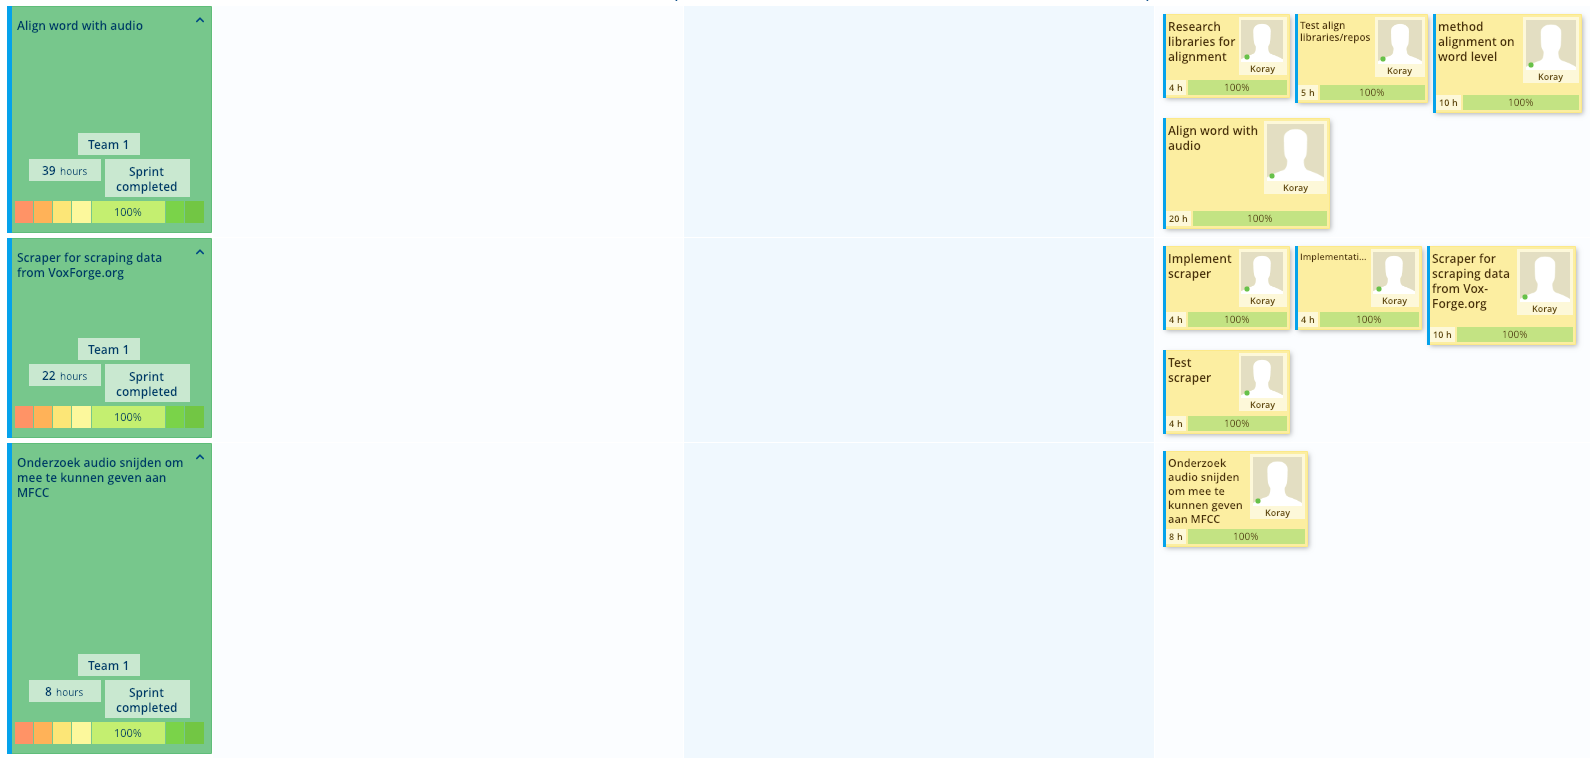 Align word with audio
Team 1
39 hours
Sprint
completed
100%
Research
libraries for
alignment
Koray
4 h
100%
Test align
libraries/repos
Koray
5 h
100%
method
alignment on
word level
Koray
10 h
100%
Align word with
audio
Koray
20 h
100%
Scraper for scraping data
from VoxForge.org
Team 1
22 hours
Sprint
completed
100%
Implement
scraper
Koray
4 h
100%
Implementati...
Koray
4 h
100%
Scraper for
scraping data
from Vox-
Forge.org
Koray
10 h
100%
Test
scraper
Koray
4 h
100%
Onderzoek audio snijden om
mee te kunnen geven aan
MFCC
Team 1
8 hours
Sprint
completed
100%
Onderzoek
audio snijden
om mee te
kunnen geven
aan MFCC
Koray
8 h
100%